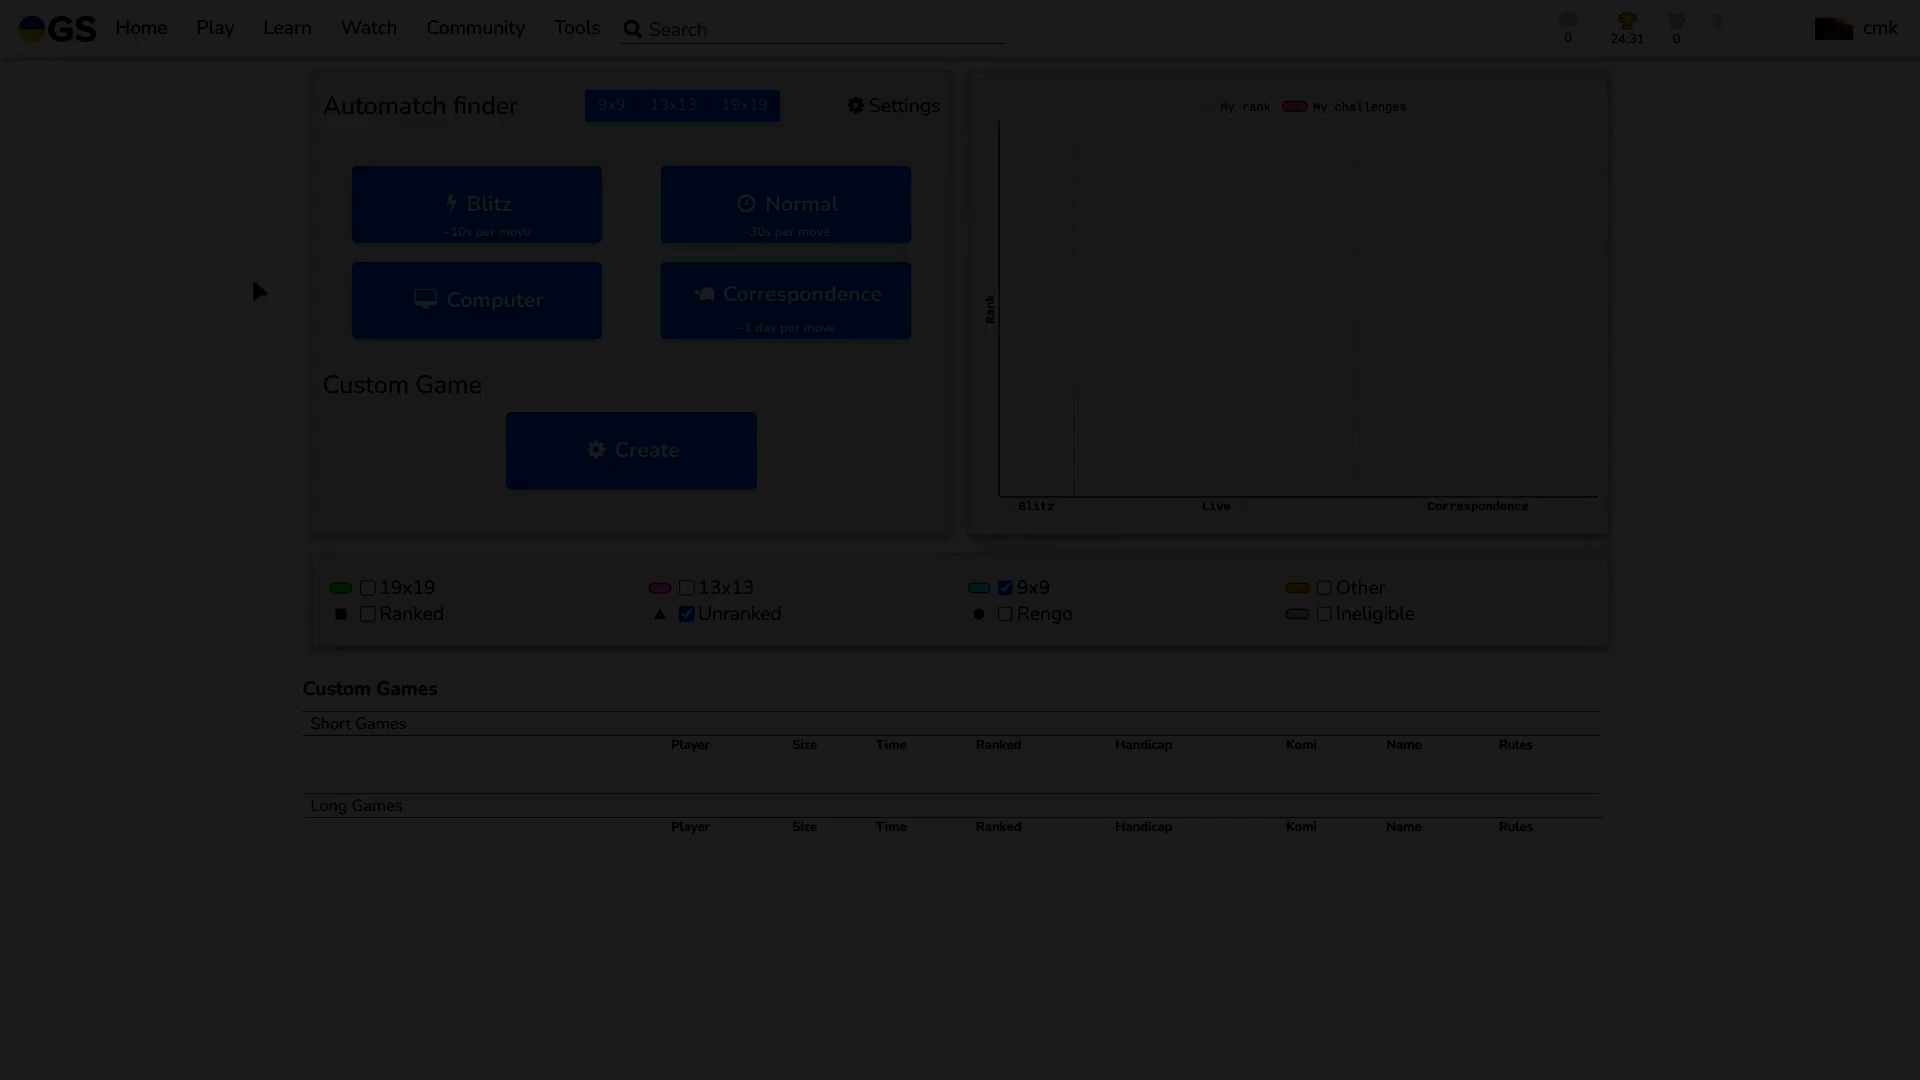 GS Home Play Learn Watch Community Tools Search 0 24:31 0 cmk
Automatch finder 9x9 13x13 19x19 Settings
Blitz
~10s per move
Normal
~30s per move
Computer
Correspondence
~1 day per move
Custom Game
Create
My rank My challenges
Rank
Blitz Live Correspondence
19x19 13x13 9x9 Other
Ranked Unranked Rengo Ineligible
Custom Games
Short Games
Player Size Time Ranked Handicap Komi Name Rules
Long Games
Player Size Time Ranked Handicap Komi Name Rules